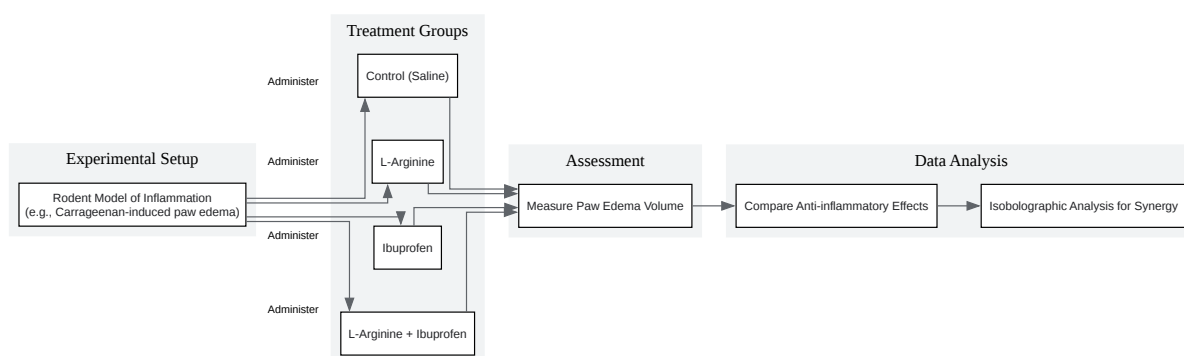 Experimental Setup
Rodent Model of Inflammation
(e.g., Carrageenan-induced paw edema)
Administer
Administer
Administer
Administer
Treatment Groups
Control (Saline)
L-Arginine
Ibuprofen
L-Arginine + Ibuprofen
Assessment
Measure Paw Edema Volume
Data Analysis
Compare Anti-inflammatory Effects
Isobolographic Analysis for Synergy